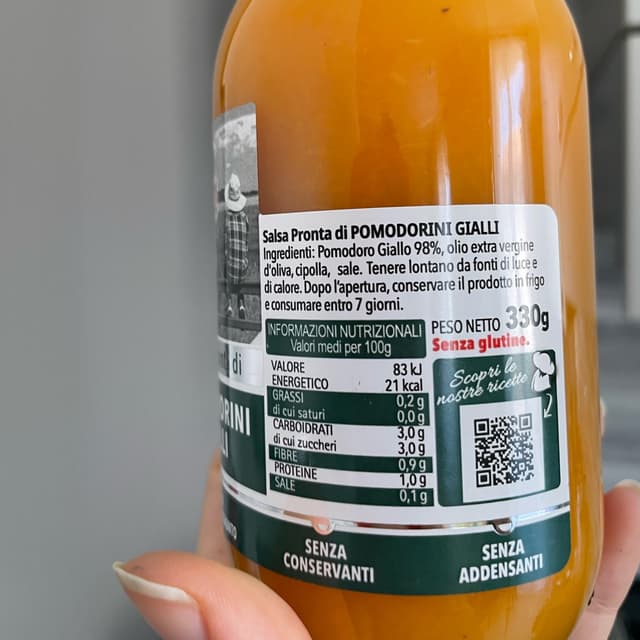 Salsa Pronta di POMODORINI GIALLI
Ingredienti: Pomodoro Giallo 98%, olio extra vergine
d'oliva, cipolla, sale. Tenere lontano da fonti di luce e
di calore. Dopo l'apertura, conservare il prodotto in frigo
e consumare entro 7 giorni.
INFORMAZIONI NUTRIZIONALI
Valori medi per 100g
PESO NETTO 330g
Senza glutine.
VALORE 83 kJ
ENERGETICO 21 kcal
GRASSI 0,2 g
di cui saturi 0,0 g
CARBOIDRATI 3,0 g
di cui zuccheri 3,0 g
FIBRE 0,9 g
PROTEINE 1,0 g
SALE 0,1 g
Scopri le
nostre ricette
di
SENZA
CONSERVANTI
SENZA
ADDENSANTI